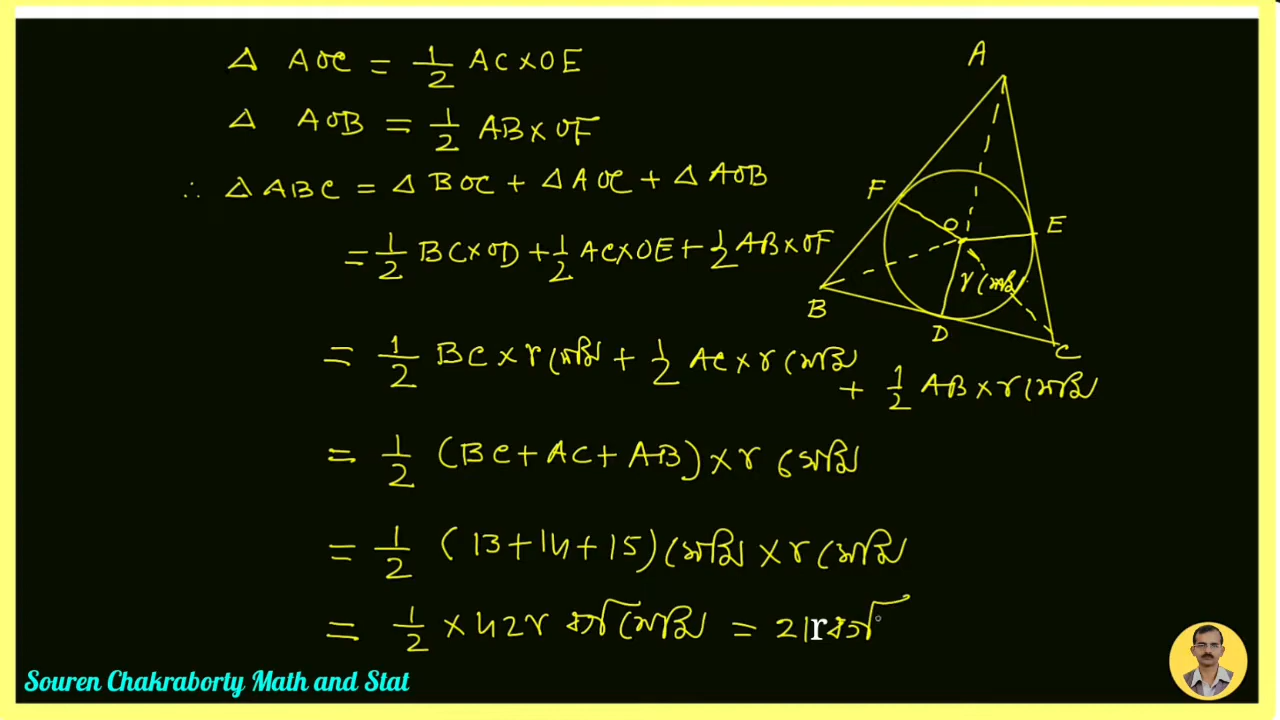 Δ AOC = 1/2 AC×OE
Δ AOB = 1/2 AB×OF
∴ Δ ABC = Δ BOC + Δ AOC + Δ AOB
= 1/2 BC×OD + 1/2 AC×OE + 1/2 AB×OF
= 1/2 BC×r সেমি + 1/2 AC×r সেমি
+ 1/2 AB×r সেমি
= 1/2 (BC+AC+AB)×r সেমি
= 1/2 (13+14+15) সেমি × r সেমি
= 1/2 × 42r বর্গ সেমি = 21r বর্গ
A
F
E
O
r সেমি
B
D
C
Souren Chakraborty Math and Stat